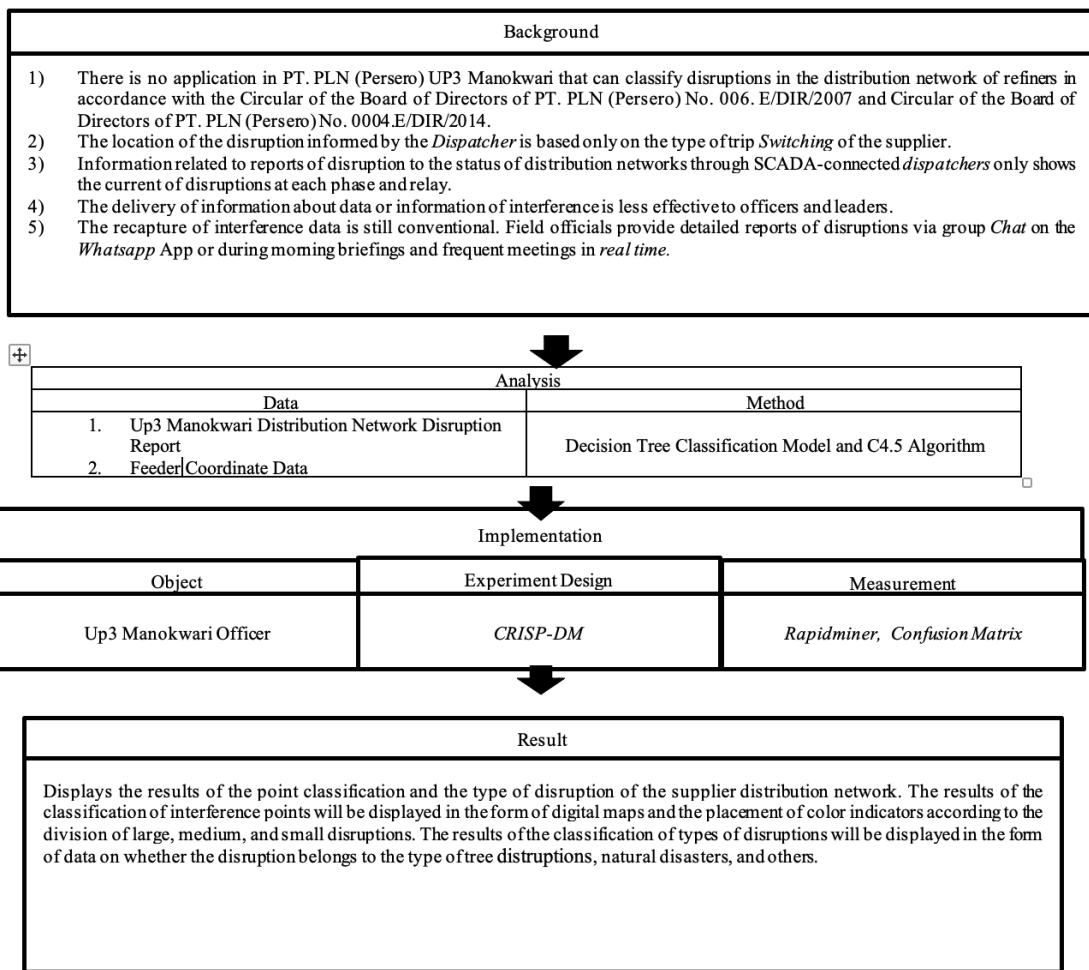 Background
1) There is no application in PT. PLN (Persero) UP3 Manokwari that can classify disruptions in the distribution network of refiners in
accordance with the Circular of the Board of Directors of PT. PLN (Persero) No. 006. E/DIR/2007 and Circular of the Board of
Directors of PT. PLN (Persero) No. 0004.E/DIR/2014.
2) The location of the disruption informed by the Dispatcher is based only on the type of trip Switching of the supplier.
3) Information related to reports of disruption to the status of distribution networks through SCADA-connected dispatchers only shows
the current of disruptions at each phase and relay.
4) The delivery of information about data or information of interference is less effective to officers and leaders.
5) The recapture of interference data is still conventional. Field officials provide detailed reports of disruptions via group Chat on the
Whatsapp App or during morning briefings and frequent meetings in real time.
Analysis
Data
Method
1. Up3 Manokwari Distribution Network Disruption
Report
2. Feeder Coordinate Data
Decision Tree Classification Model and C4.5 Algorithm
Implementation
Object
Experiment Design
Measurement
Up3 Manokwari Officer
CRISP-DM
Rapidminer, Confusion Matrix
Result
Displays the results of the point classification and the type of disruption of the supplier distribution network. The results of the
classification of interference points will be displayed in the form of digital maps and the placement of color indicators according to the
division of large, medium, and small disruptions. The results of the classification of types of disruptions will be displayed in the form
of data on whether the disruption belongs to the type of tree distruptions, natural disasters, and others.